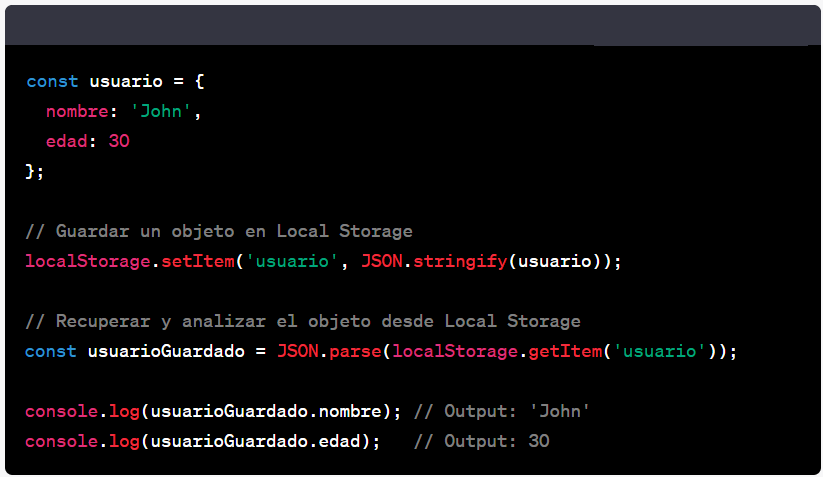 const usuario = {
  nombre: 'John',
  edad: 30
};

// Guardar un objeto en Local Storage
localStorage.setItem('usuario', JSON.stringify(usuario));

// Recuperar y analizar el objeto desde Local Storage
const usuarioGuardado = JSON.parse(localStorage.getItem('usuario'));

console.log(usuarioGuardado.nombre); // Output: 'John'
console.log(usuarioGuardado.edad);   // Output: 30